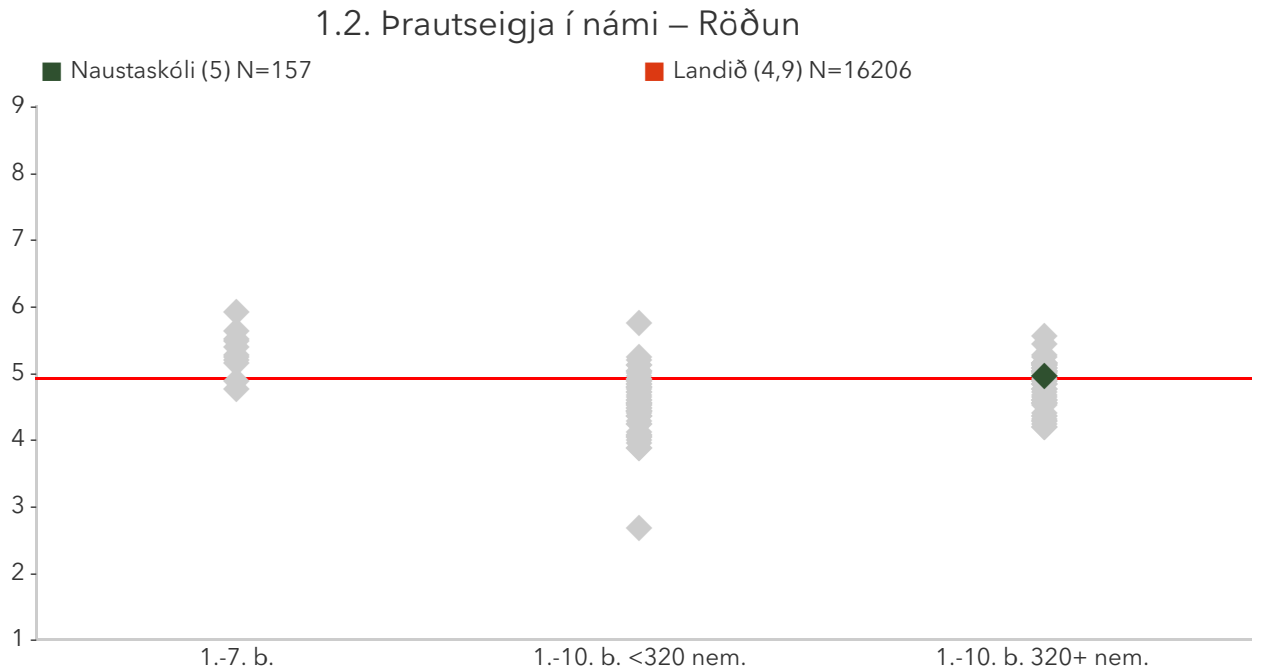 1.2. Þrautseigja í námi – Röðun
Naustaskóli (5) N=157
Landið (4,9) N=16206
9
8
7
6
5
4
3
2
1
1.-7. b.
1.-10. b. <320 nem.
1.-10. b. 320+ nem.